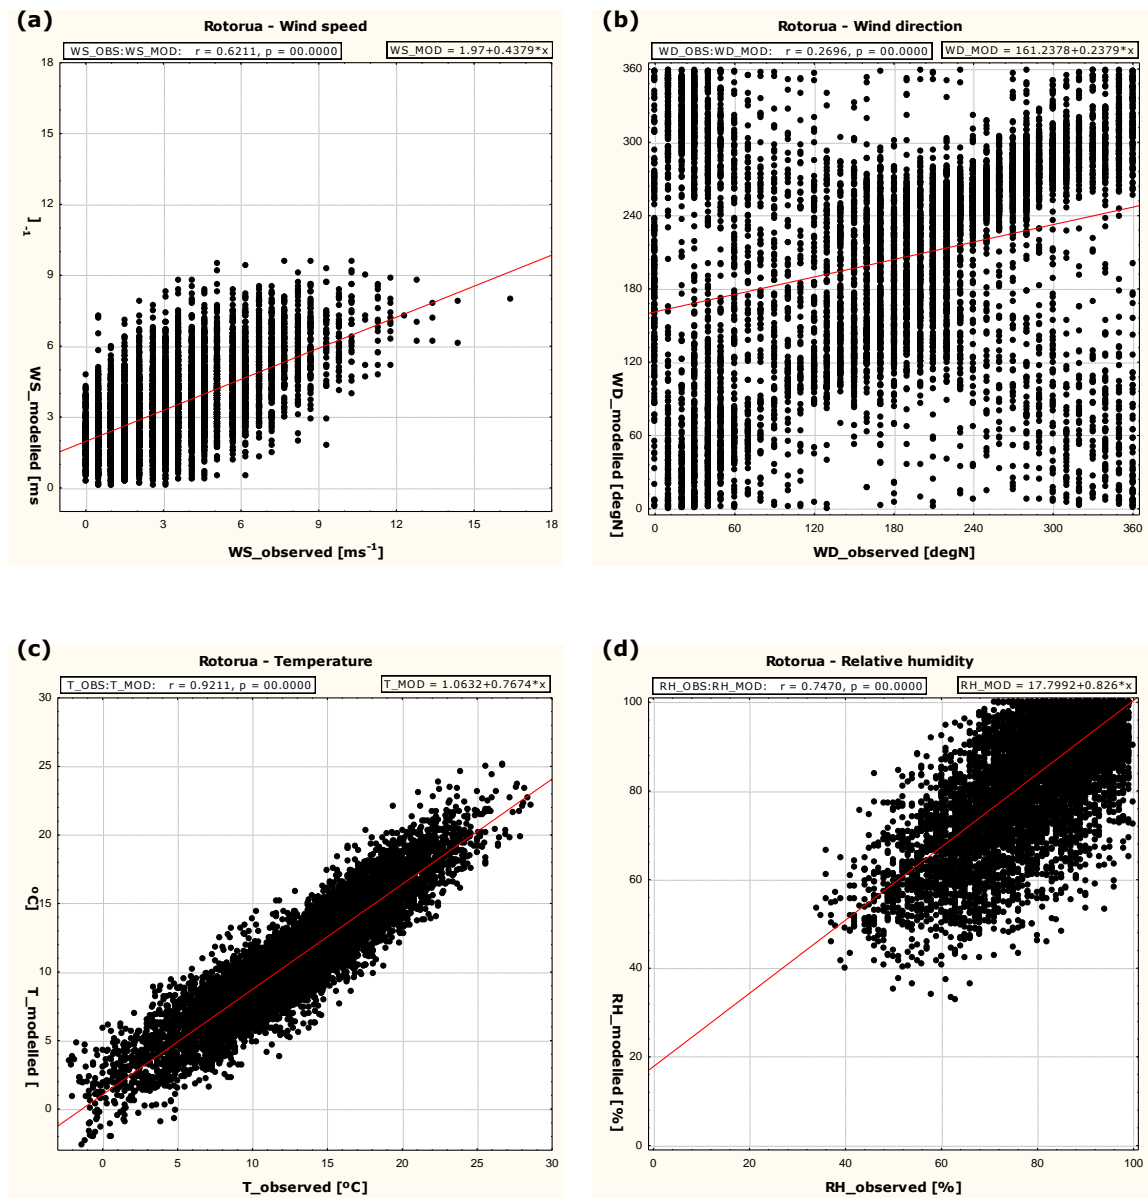 (a)
Rotorua - Wind speed
WS_OBS:WS_MOD: r = 0.6211, p = 00.0000
WS_MOD = 1.97+0.4379*x
18
15
12
9
6
3
0
WS_modelled [ms⁻¹]
0 3 6 9 12 15 18
WS_observed [ms⁻¹]
(b)
Rotorua - Wind direction
WD_OBS:WD_MOD: r = 0.2696, p = 00.0000
WD_MOD = 161.2378+0.2379*x
360
300
240
180
120
60
0
WD_modelled [degN]
0 60 120 180 240 300 360
WD_observed [degN]
(c)
Rotorua - Temperature
T_OBS:T_MOD: r = 0.9211, p = 00.0000
T_MOD = 1.0632+0.7674*x
30
25
20
15
10
5
0
T_modelled [ºC]
0 5 10 15 20 25 30
T_observed [ºC]
(d)
Rotorua - Relative humidity
RH_OBS:RH_MOD: r = 0.7470, p = 00.0000
RH_MOD = 17.7992+0.826*x
100
80
60
40
20
0
RH_modelled [%]
0 20 40 60 80 100
RH_observed [%]